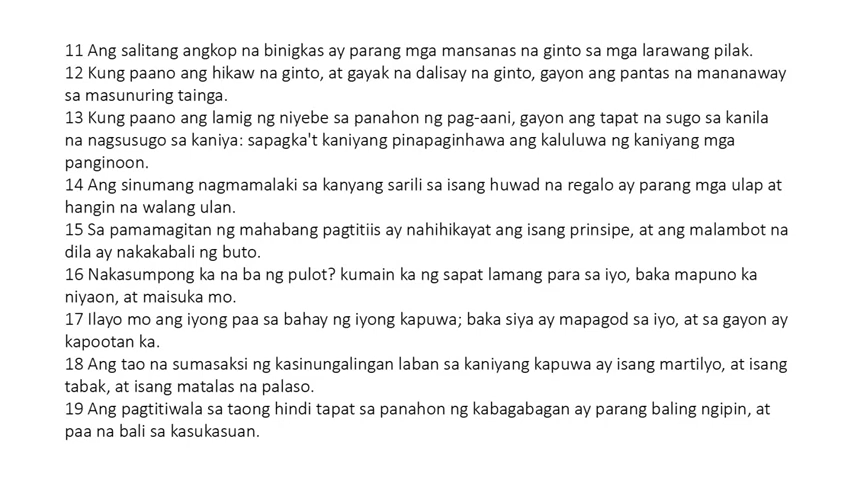 11 Ang salitang angkop na binigkas ay parang mga mansanas na ginto sa mga larawang pilak.
12 Kung paano ang hikaw na ginto, at gayak na dalisay na ginto, gayon ang pantas na mananaway
sa masunuring tainga.
13 Kung paano ang lamig ng niyebe sa panahon ng pag-aani, gayon ang tapat na sugo sa kanila
na nagsusugo sa kaniya: sapagka't kaniyang pinapaginhawa ang kaluluwa ng kaniyang mga
panginoon.
14 Ang sinumang nagmamalaki sa kanyang sarili sa isang huwad na regalo ay parang mga ulap at
hangin na walang ulan.
15 Sa pamamagitan ng mahabang pagtitiis ay nahihikayat ang isang prinsipe, at ang malambot na
dila ay nakakabali ng buto.
16 Nakasumpong ka na ba ng pulot? kumain ka ng sapat lamang para sa iyo, baka mapuno ka
niyaon, at maisuka mo.
17 Ilayo mo ang iyong paa sa bahay ng iyong kapuwa; baka siya ay mapagod sa iyo, at sa gayon ay
kapootan ka.
18 Ang tao na sumasaksi ng kasinungalingan laban sa kaniyang kapuwa ay isang martilyo, at isang
tabak, at isang matalas na palaso.
19 Ang pagtitiwala sa taong hindi tapat sa panahon ng kabagabagan ay parang baling ngipin, at
paa na bali sa kasukasuan.